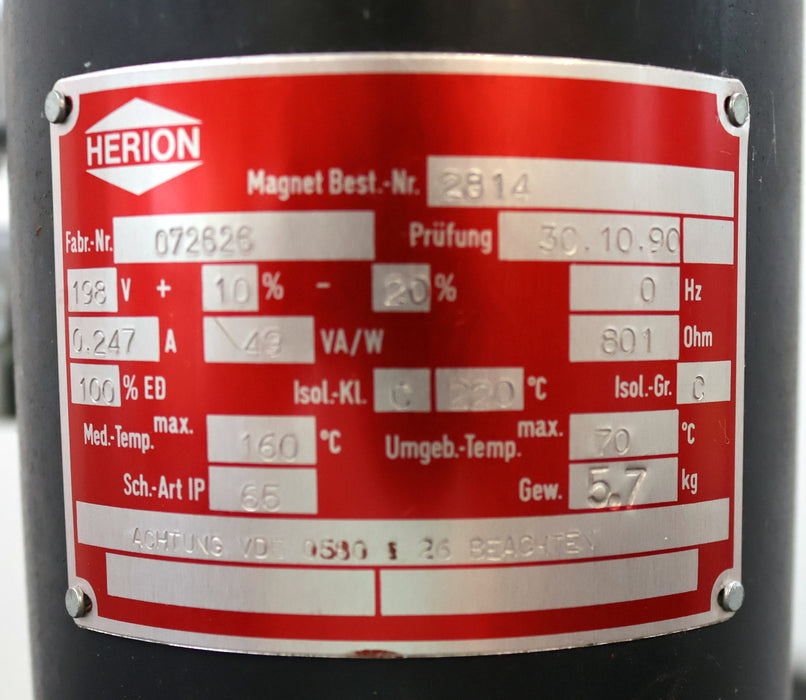 HERION
Magnet Best.-Nr. 2814
Fabr.-Nr. 072626 Prüfung 30.10.90
198 V + 10 % - 20 % 0 Hz
0.247 A \49 VA/W 801 Ohm
100 % ED Isol.-Kl. C 220 °C Isol.-Gr. C
Med.-Temp. max. 160 °C Umgeb.-Temp. max. 70 °C
Sch.-Art IP 65 Gew. 5.7 kg
ACHTUNG VDE 0580 § 26 BEACHTEN